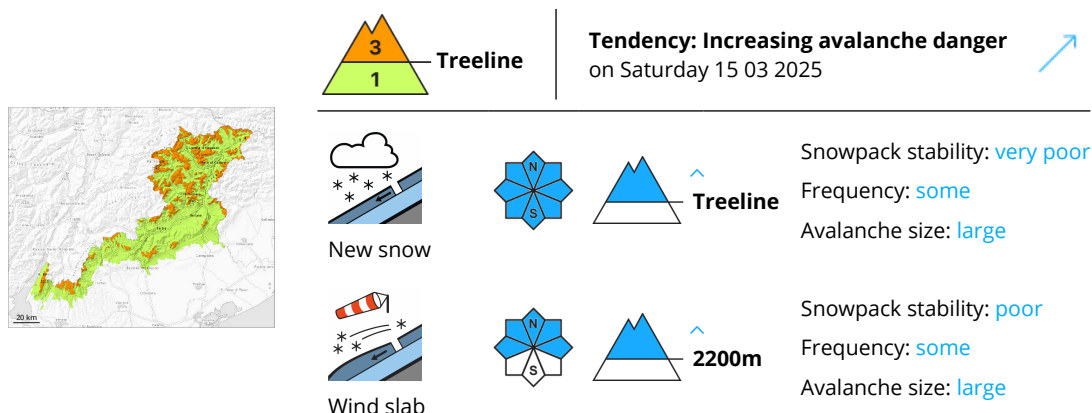 3
1
Treeline
Tendency: Increasing avalanche danger
on Saturday 15 03 2025
20 km
N
S
New snow
Treeline
Snowpack stability: very poor
Frequency: some
Avalanche size: large
N
S
Wind slab
2200m
Snowpack stability: poor
Frequency: some
Avalanche size: large